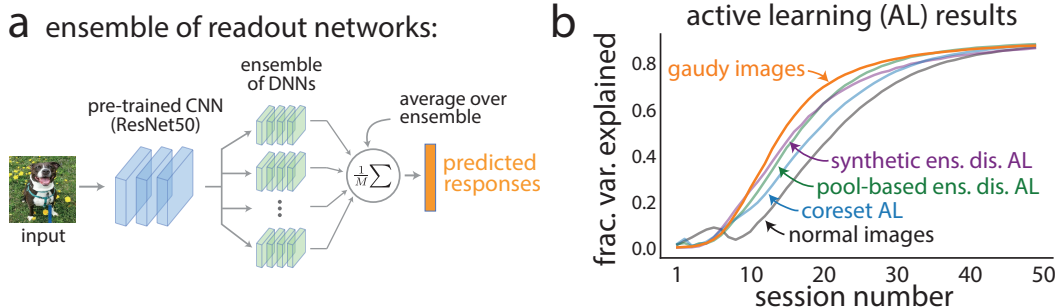 a ensemble of readout networks:
pre-trained CNN
(ResNet50)
ensemble
of DNNs
average over
ensemble
1/M ∑
predicted
responses
input
b active learning (AL) results
frac. var. explained
0.8
0.6
0.4
0.2
0.0
gaudy images
synthetic ens. dis. AL
pool-based ens. dis. AL
coreset AL
normal images
1 10 20 30 40 50
session number